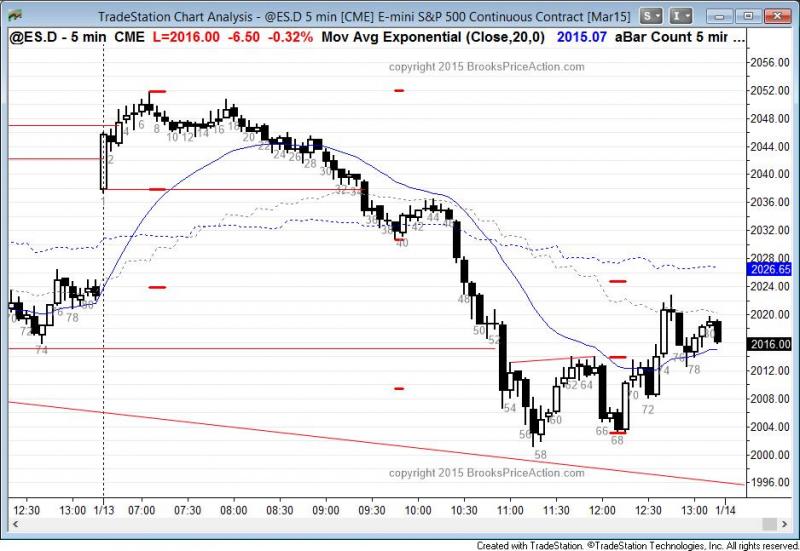 TradeStation Chart Analysis - @ES.D 5 min [CME] E-mini S&P 500 Continuous Contract [Mar15]
S I
@ES.D - 5 min CME L=2016.00 -6.50 -0.32% Mov Avg Exponential (Close,20,0) 2015.07 aBar Count 5 min ...
copyright 2015 BrooksPriceAction.com
2056.00
2052.00
2048.00
2044.00
2040.00
2036.00
2032.00
2028.00
2026.65
2024.00
2020.00
2016.00
2012.00
2008.00
2004.00
2000.00
1996.00
72 74 76 78 80
2 4 6 8 10 12 14 16 18 20 22 24 26 28 30 32 34
36 38 40 42 44 46 48 50 52 54 56 58 60 62 64 66 68 70 72 74 76 78 80
copyright 2015 BrooksPriceAction.com
12:30 13:00 1/13 07:00 07:30 08:00 08:30 09:00 09:30 10:00 10:30 11:00 11:30 12:00 12:30 13:00 1/14
Created with TradeStation. ©TradeStation Technologies, Inc. All rights reserved.